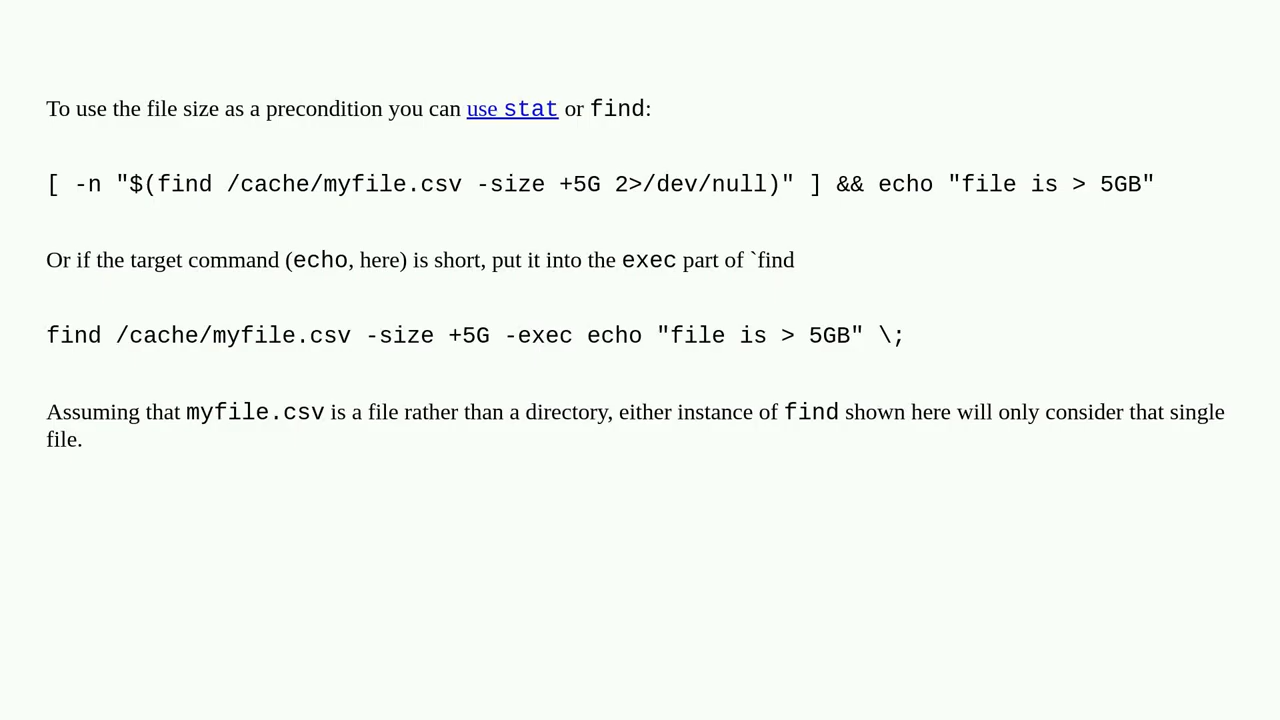 To use the file size as a precondition you can use stat or find:
[ -n "$(find /cache/myfile.csv -size +5G 2>/dev/null)" ] && echo "file is > 5GB"
Or if the target command (echo, here) is short, put it into the exec part of `find
find /cache/myfile.csv -size +5G -exec echo "file is > 5GB" \;
Assuming that myfile.csv is a file rather than a directory, either instance of find shown here will only consider that single
file.